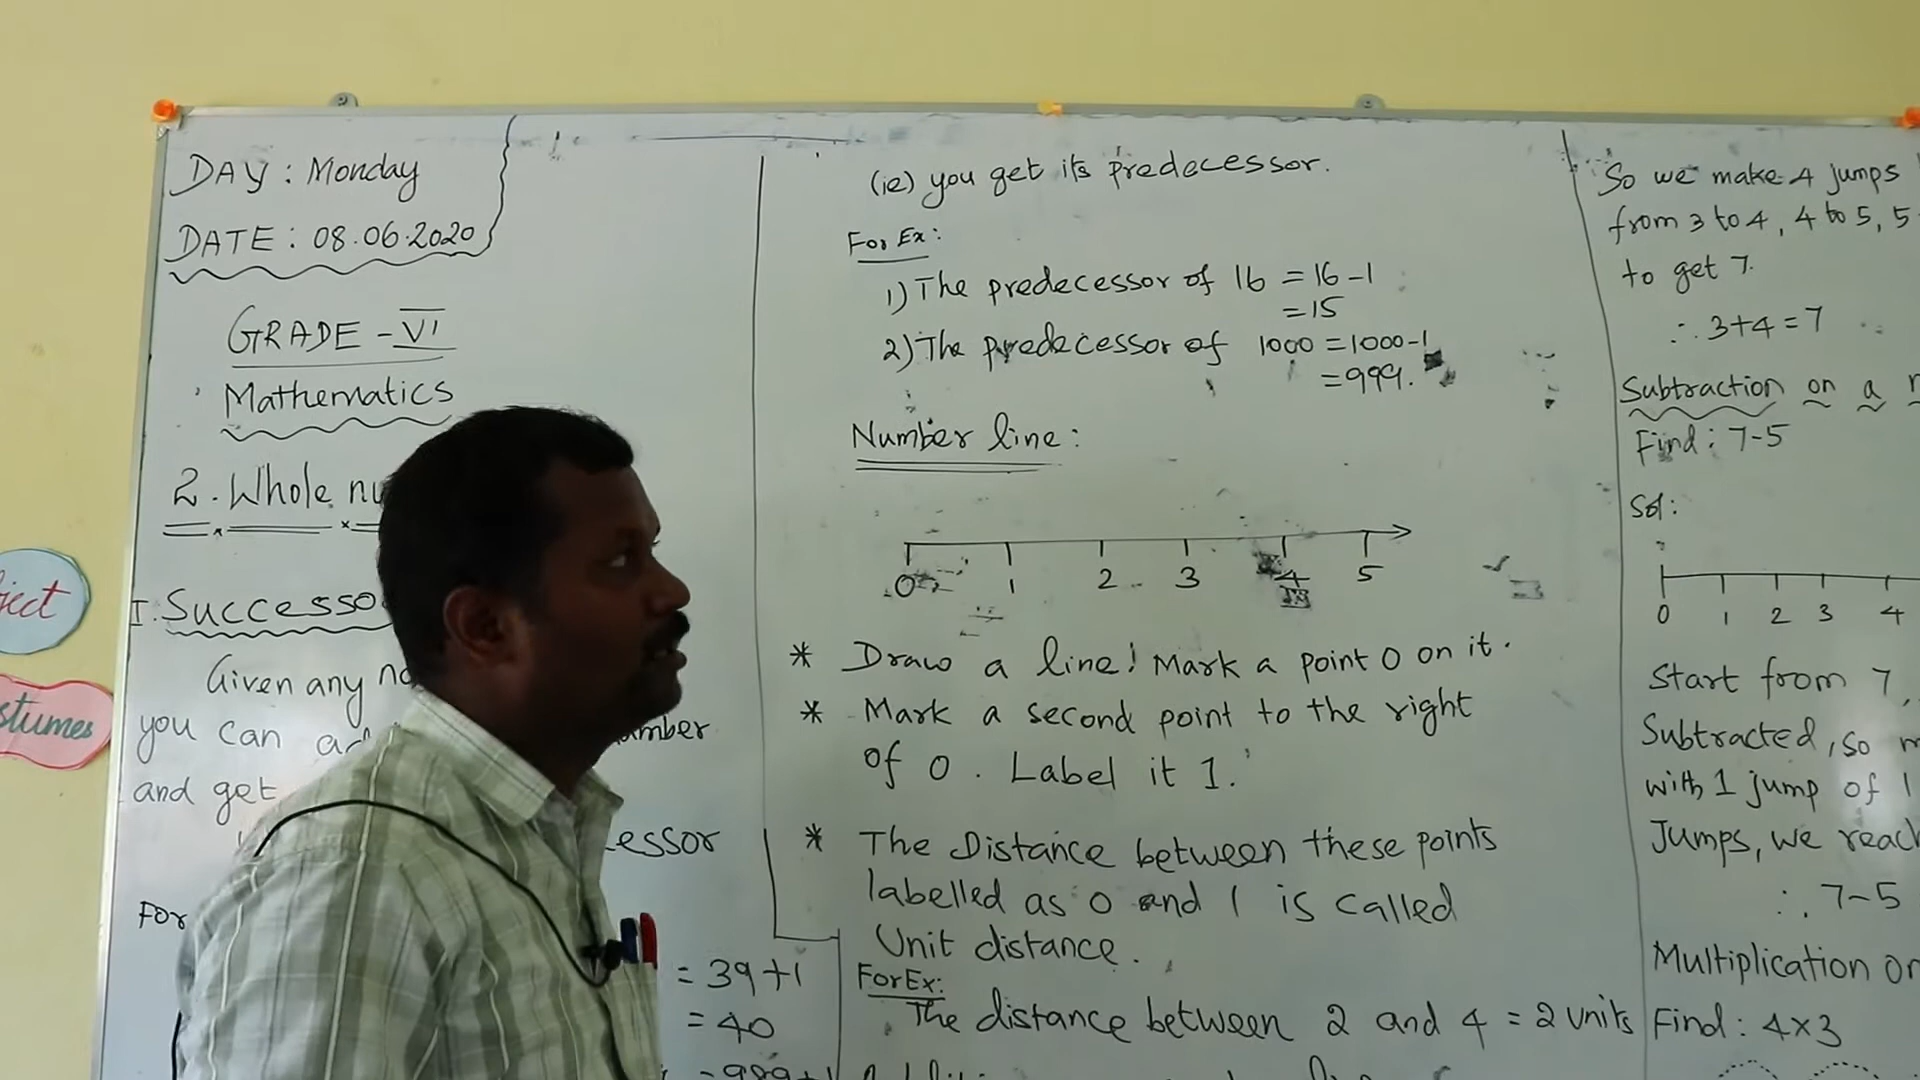 DAY : Monday
DATE : 08.06.2020
GRADE - VI
Mathematics
2. Whole nu
I. Successo
Given any no
you can ad umber
and get
essor
For
= 39+1
= 40
ject
stumes
(ie) you get its predecessor.
For Ex:
1) The predecessor of 16 = 16-1
= 15
2) The predecessor of 1000 = 1000-1
= 999.
Number line:
0 1 2 3 4 5
* Draw a line! Mark a point 0 on it.
* Mark a second point to the right
of 0. Label it 1.
* The Distance between these points
labelled as 0 and 1 is called
Unit distance.
For Ex:
The distance between 2 and 4 = 2 units
So we make 4 jumps
from 3 to 4, 4 to 5, 5
to get 7.
∴ 3+4=7
Subtraction on a n
Find: 7-5
Sol:
0 1 2 3 4
Start from 7,
Subtracted, so m
with 1 jump of 1
Jumps, we reach
∴ 7-5
Multiplication on
Find: 4×3